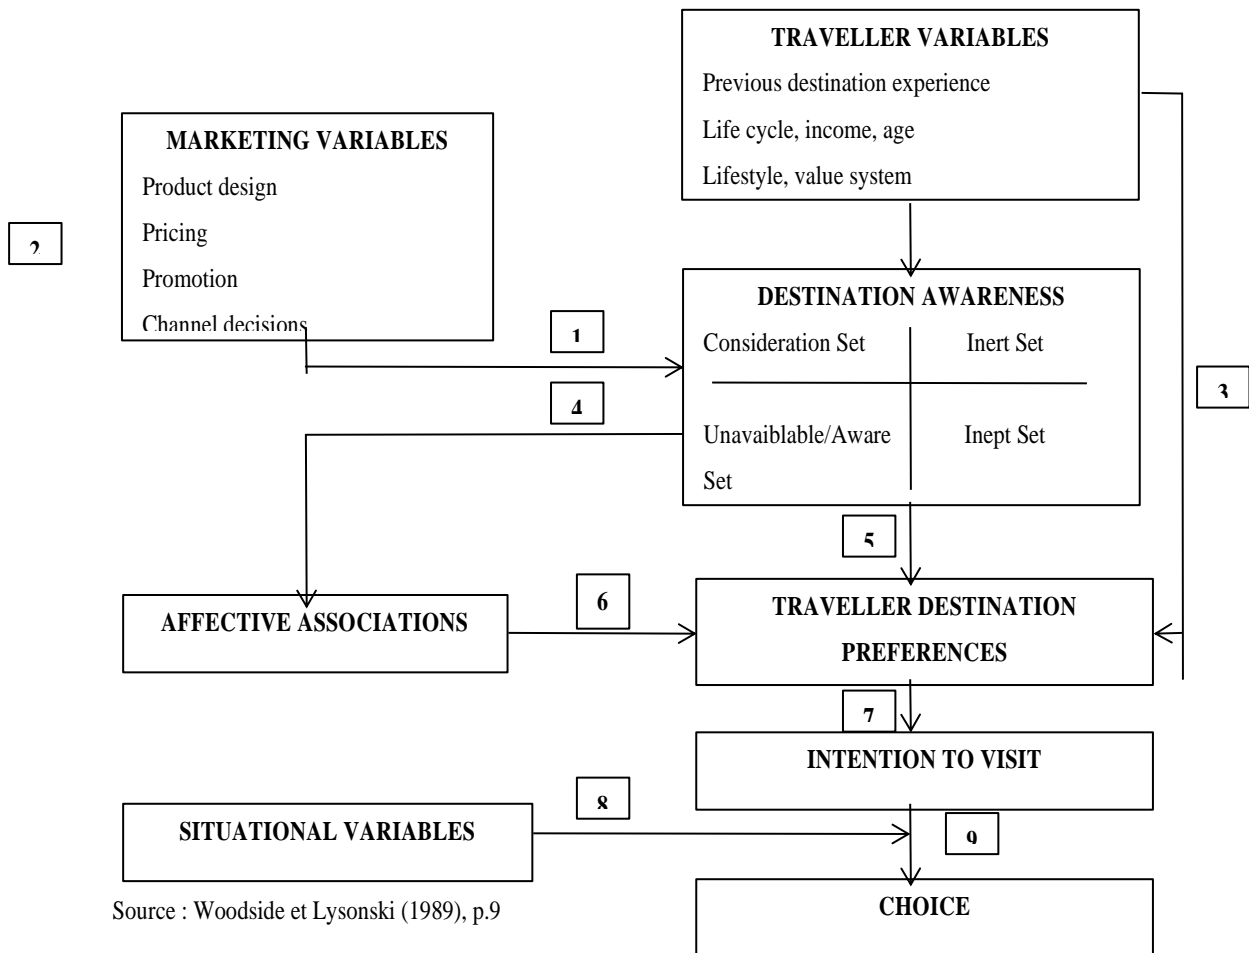 TRAVELLER VARIABLES
Previous destination experience
Life cycle, income, age
Lifestyle, value system
MARKETING VARIABLES
Product design
Pricing
Promotion
Channel decisions
2
DESTINATION AWARENESS
Consideration Set
Inert Set
Unavaiblable/Aware
Set
Inept Set
1
4
3
5
AFFECTIVE ASSOCIATIONS
6
TRAVELLER DESTINATION
PREFERENCES
7
INTENTION TO VISIT
8
SITUATIONAL VARIABLES
9
CHOICE
Source : Woodside et Lysonski (1989), p.9